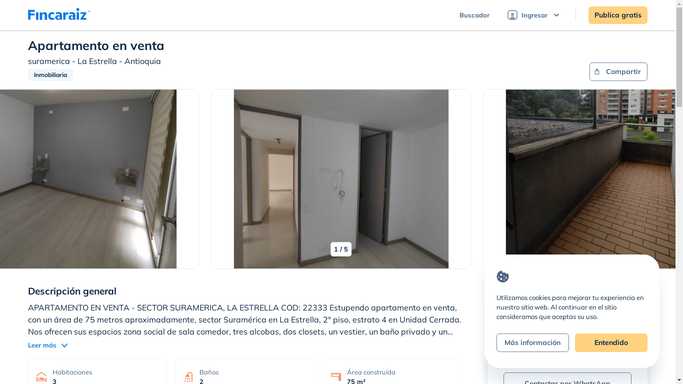 Fincaraiz
Buscador
Ingresar
Publica gratis
Apartamento en venta
suramerica - La Estrella - Antioquia
Inmobiliaria
Compartir
1 / 5
Descripción general
APARTAMENTO EN VENTA - SECTOR SURAMERICA, LA ESTRELLA COD: 22333 Estupendo apartamento en venta,
con un área de 75 metros aproximadamente, sector Suramérica en La Estrella, 2° piso, estrato 4 en Unidad Cerrada.
Nos ofrecen sus espacios zona social de sala comedor, tres alcobas, dos closets, un vestier, un baño privado y un...
Leer más
Habitaciones
3
Baños
2
Área construida
75 m²
Utilizamos cookies para mejorar tu experiencia en
nuestro sitio web. Al continuar en el sitio
consideramos que aceptas su uso.
Más información
Entendido
Contactar por WhatsApp